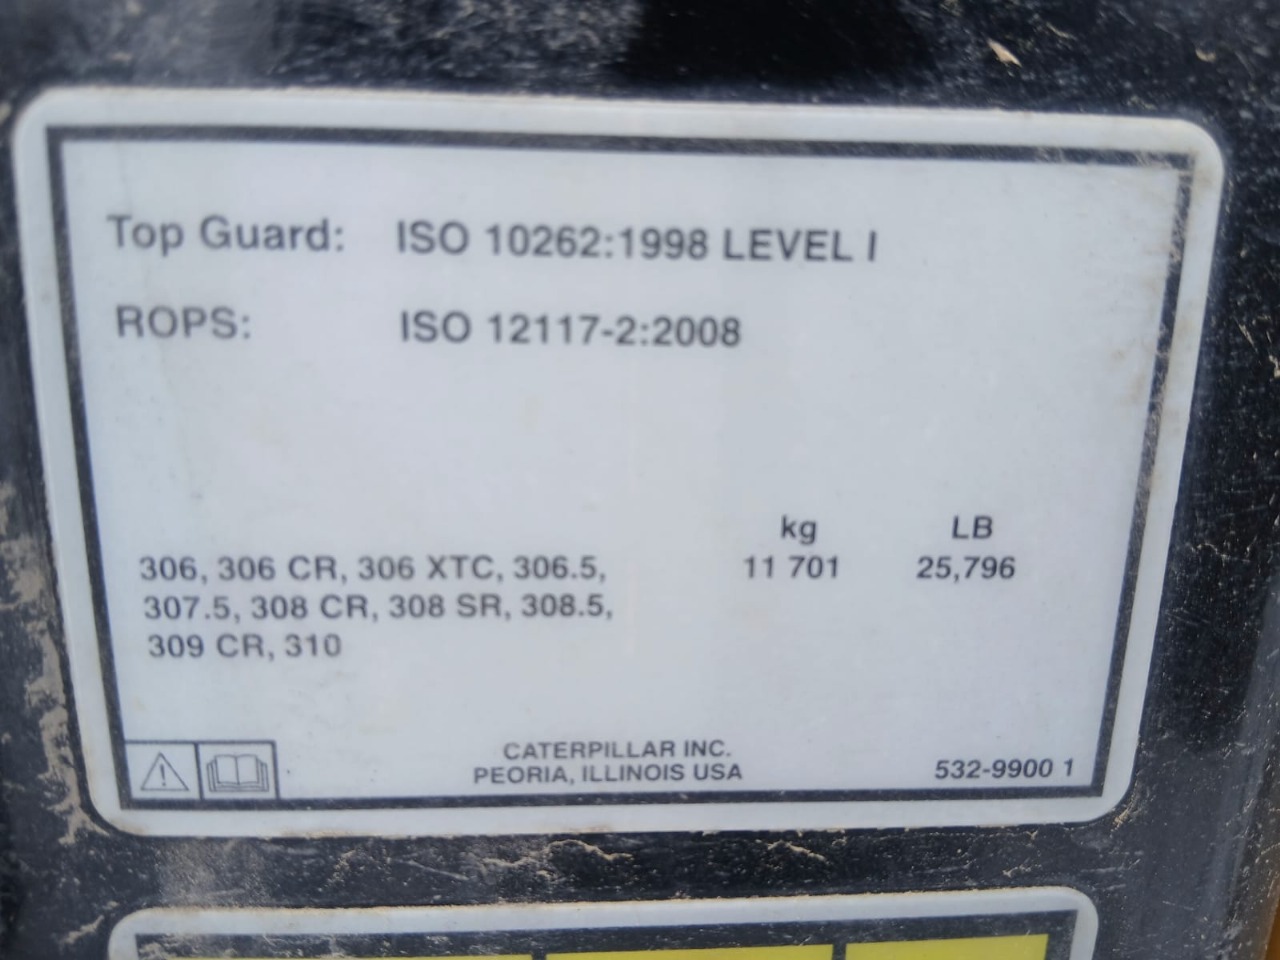 Top Guard: ISO 10262:1998 LEVEL I
ROPS: ISO 12117-2:2008
kg LB
306, 306 CR, 306 XTC, 306.5, 11 701 25,796
307.5, 308 CR, 308 SR, 308.5,
309 CR, 310
CATERPILLAR INC.
PEORIA, ILLINOIS USA
532-9900 1